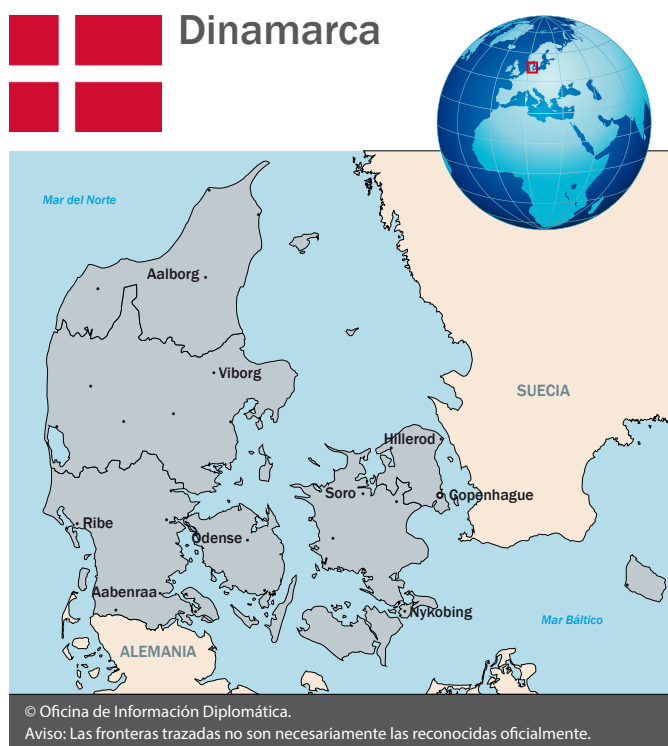 Dinamarca
Mar del Norte
Aalborg
Viborg
SUECIA
Hillerod
Soro
Copenhague
Ribe
Odense
Aabenraa
Nykobing
Mar Báltico
ALEMANIA
© Oficina de Información Diplomática.
Aviso: Las fronteras trazadas no son necesariamente las reconocidas oficialmente.